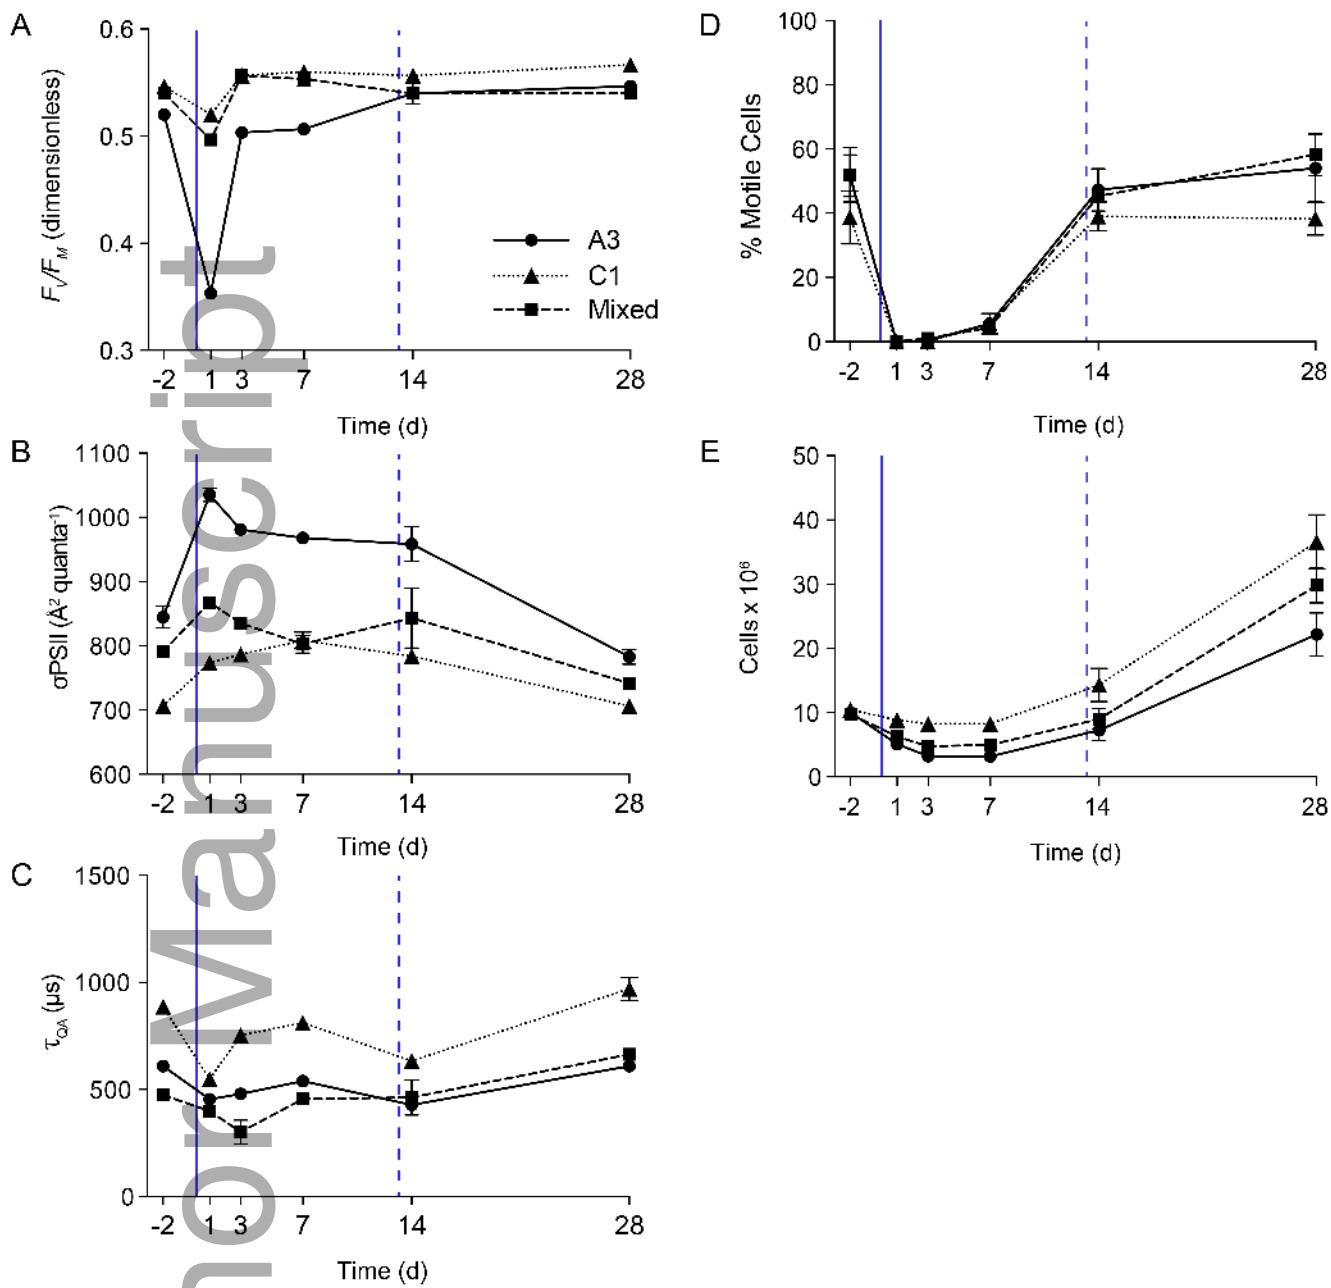 A
0.6
0.5
0.4
0.3
Fᵥ/Fₘ (dimensionless)
A3
C1
Mixed
-2 1 3 7 14 28
Time (d)
B
1100
1000
900
800
700
600
σPSII (Å² quanta⁻¹)
-2 1 3 7 14 28
Time (d)
C
1500
1000
500
0
τQA (µs)
-2 1 3 7 14 28
Time (d)
D
100
80
60
40
20
0
% Motile Cells
-2 1 3 7 14 28
Time (d)
E
50
40
30
20
10
0
Cells x 10⁶
-2 1 3 7 14 28
Time (d)
or Manuscript